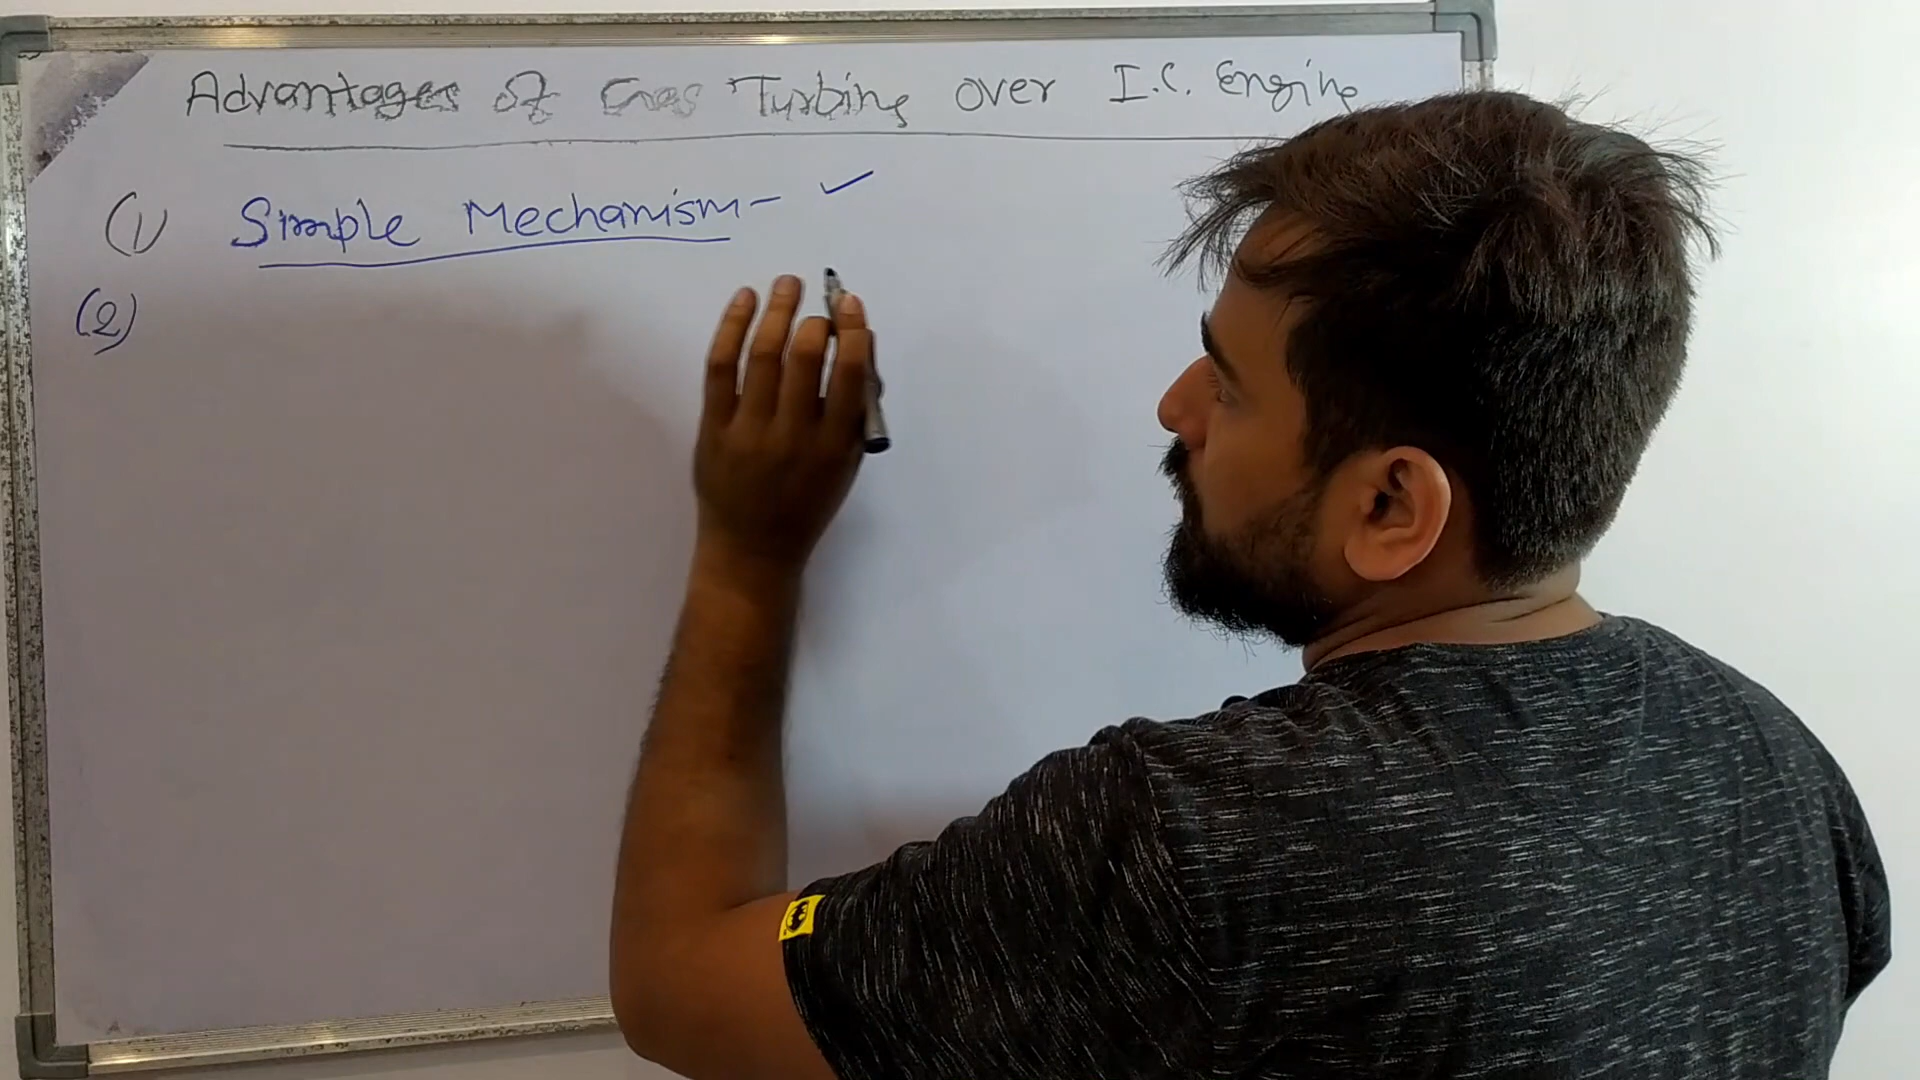 Advantages of Gas Turbine over I.C. Engine
(1) Simple Mechanism-
(2)